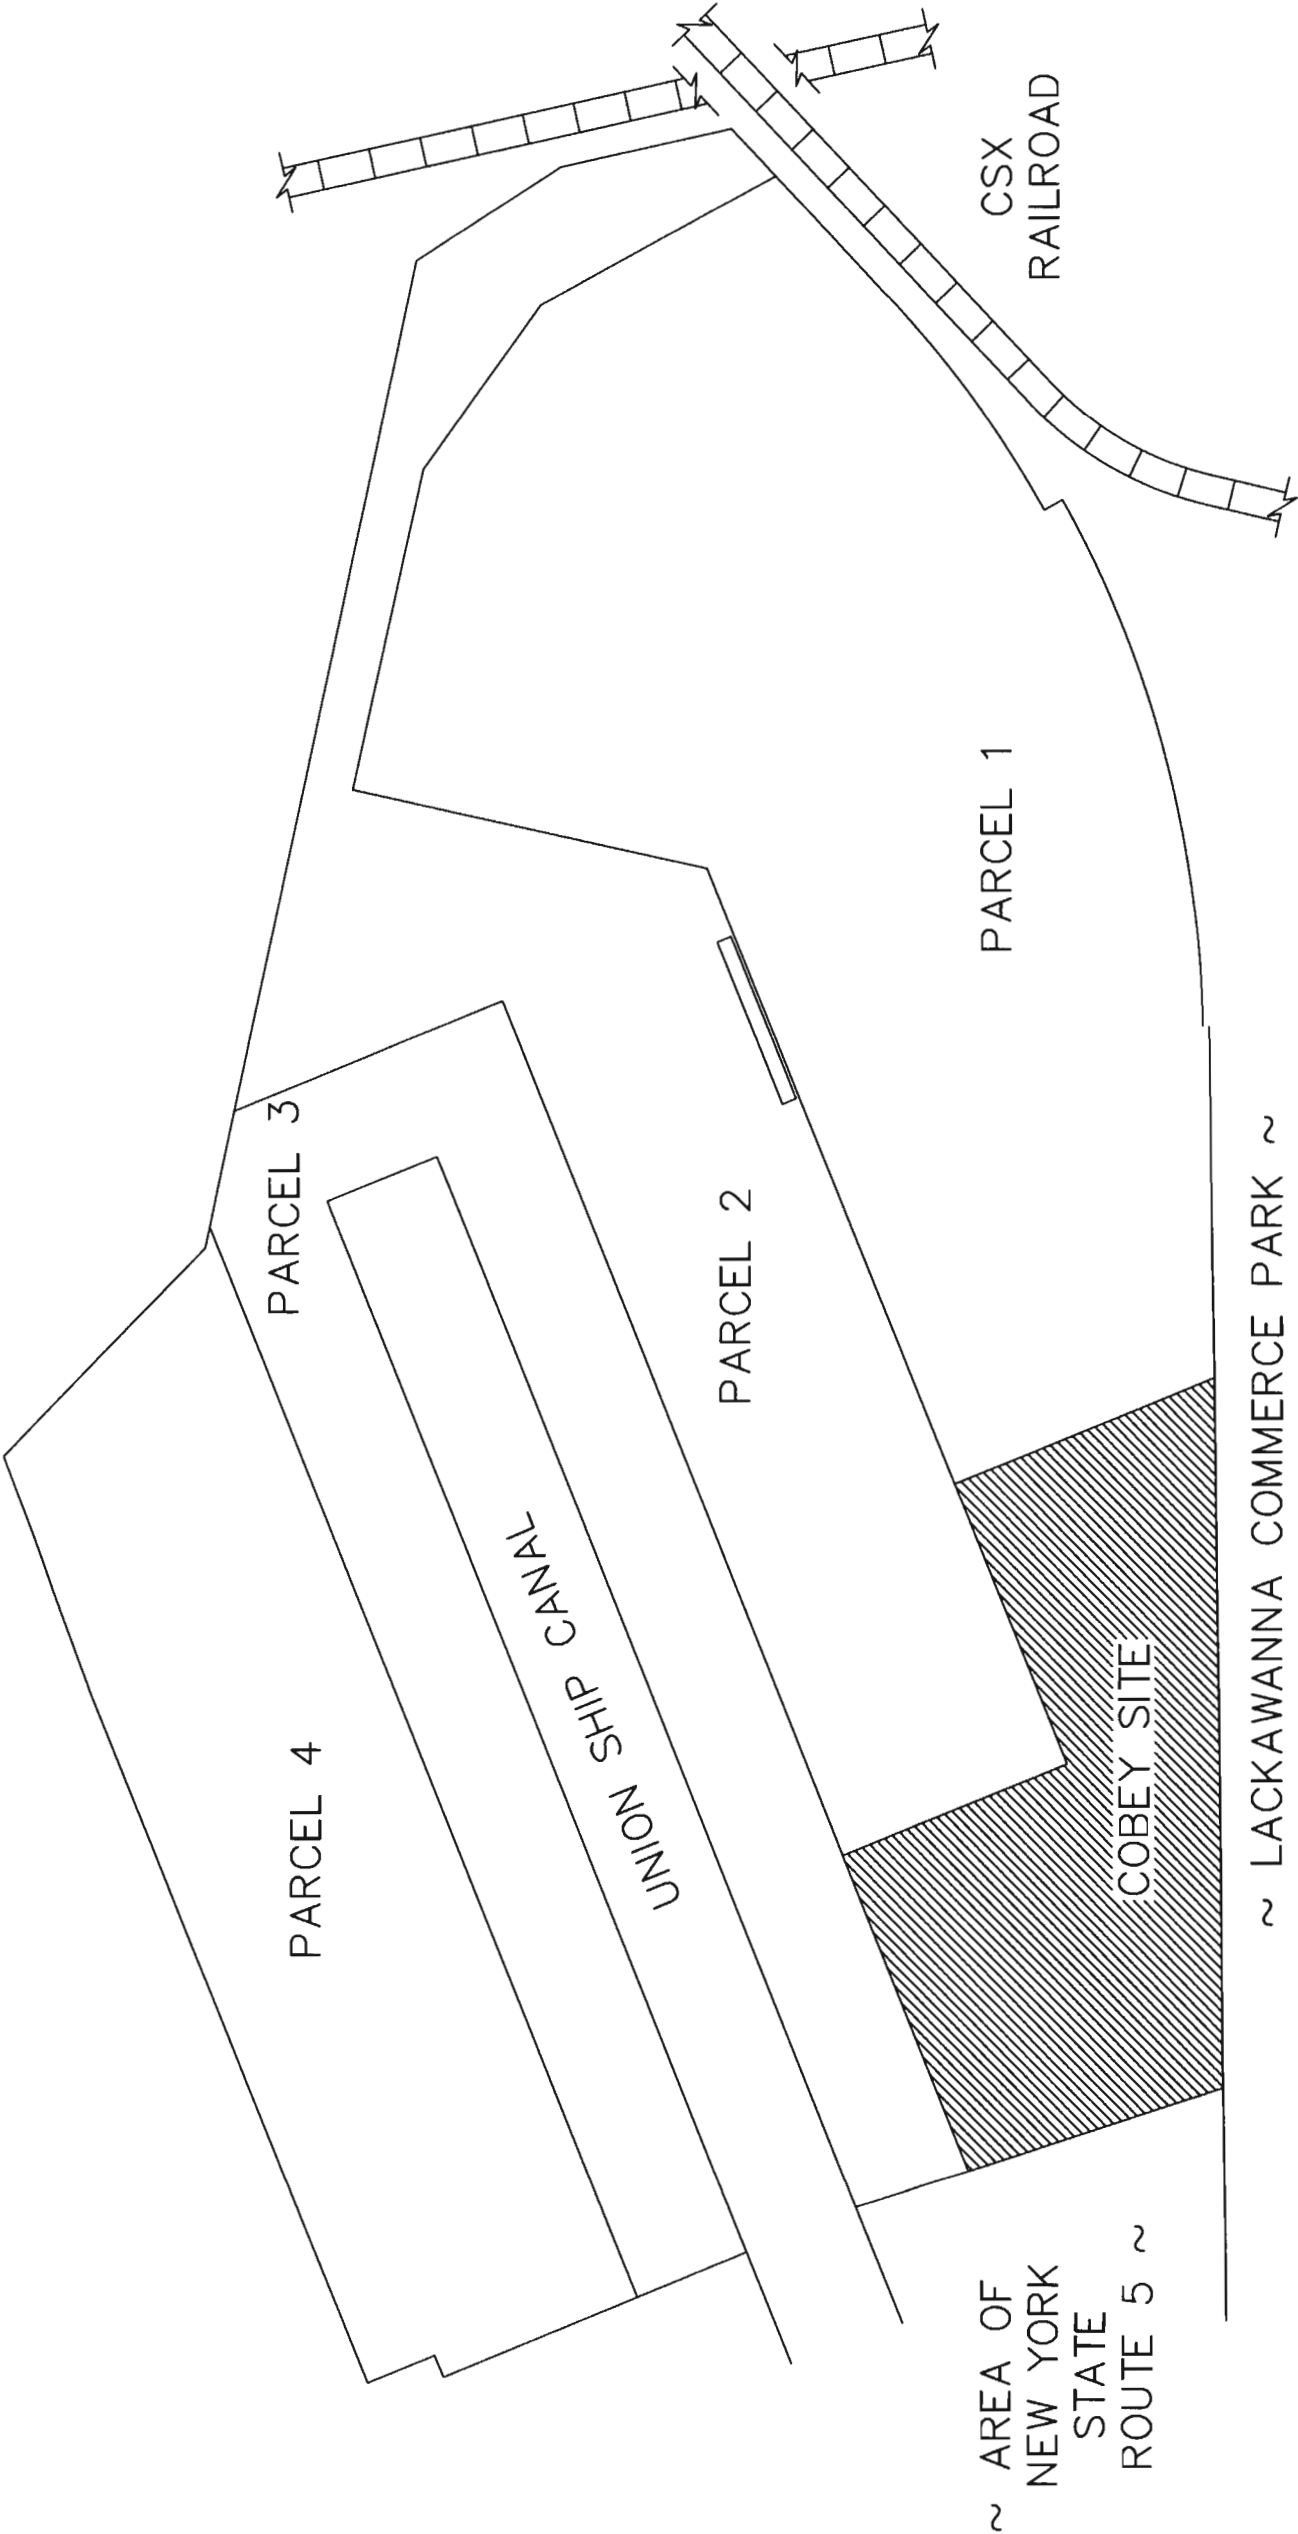 PARCEL 4
PARCEL 3
UNION SHIP CANAL
PARCEL 2
PARCEL 1
CSX
RAILROAD
COBEY SITE
~ AREA OF
NEW YORK
STATE
ROUTE 5 ~
~ LACKAWANNA COMMERCE PARK ~